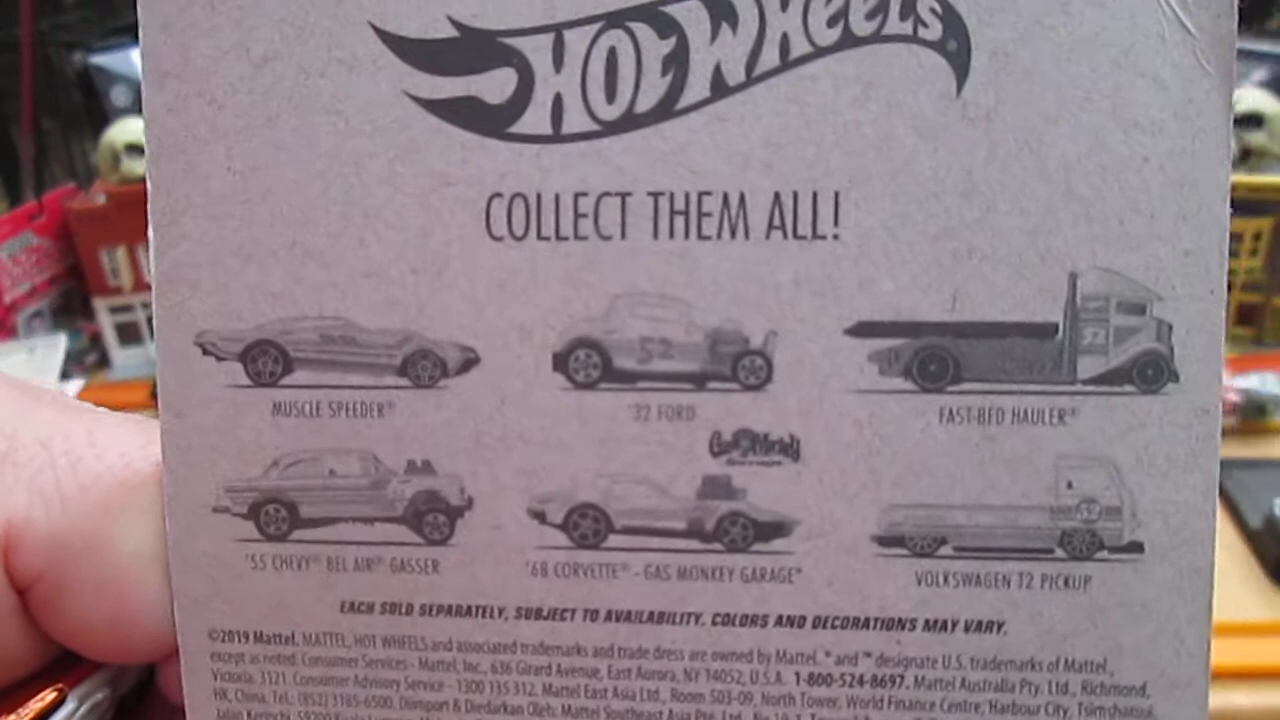 HOT WHEELS®
COLLECT THEM ALL!
52
52
MUSCLE SPEEDER®
'32 FORD
FAST-BED HAULER®
Gas Monkey
Garage
'55 CHEVY® BEL AIR® GASSER
'68 CORVETTE® - GAS MONKEY GARAGE®
VOLKSWAGEN T2 PICKUP
EACH SOLD SEPARATELY, SUBJECT TO AVAILABILITY. COLORS AND DECORATIONS MAY VARY.
©2019 Mattel. MATTEL, HOT WHEELS and associated trademarks and trade dress are owned by Mattel. ® and ™ designate U.S. trademarks of Mattel,
except as noted. Consumer Services - Mattel, Inc., 636 Girard Avenue, East Aurora, NY 14052, U.S.A. 1-800-524-8697. Mattel Australia Pty. Ltd., Richmond,
Victoria. 3121. Consumer Advisory Service - 1300 135 312. Mattel East Asia Ltd., Room 503-09, North Tower, World Finance Centre, Harbour City, Tsimshatsui,
HK, China. Tel.: (852) 3185-6500. Diimport & Diedarkan Oleh: Mattel Southeast Asia Pte. Ltd.